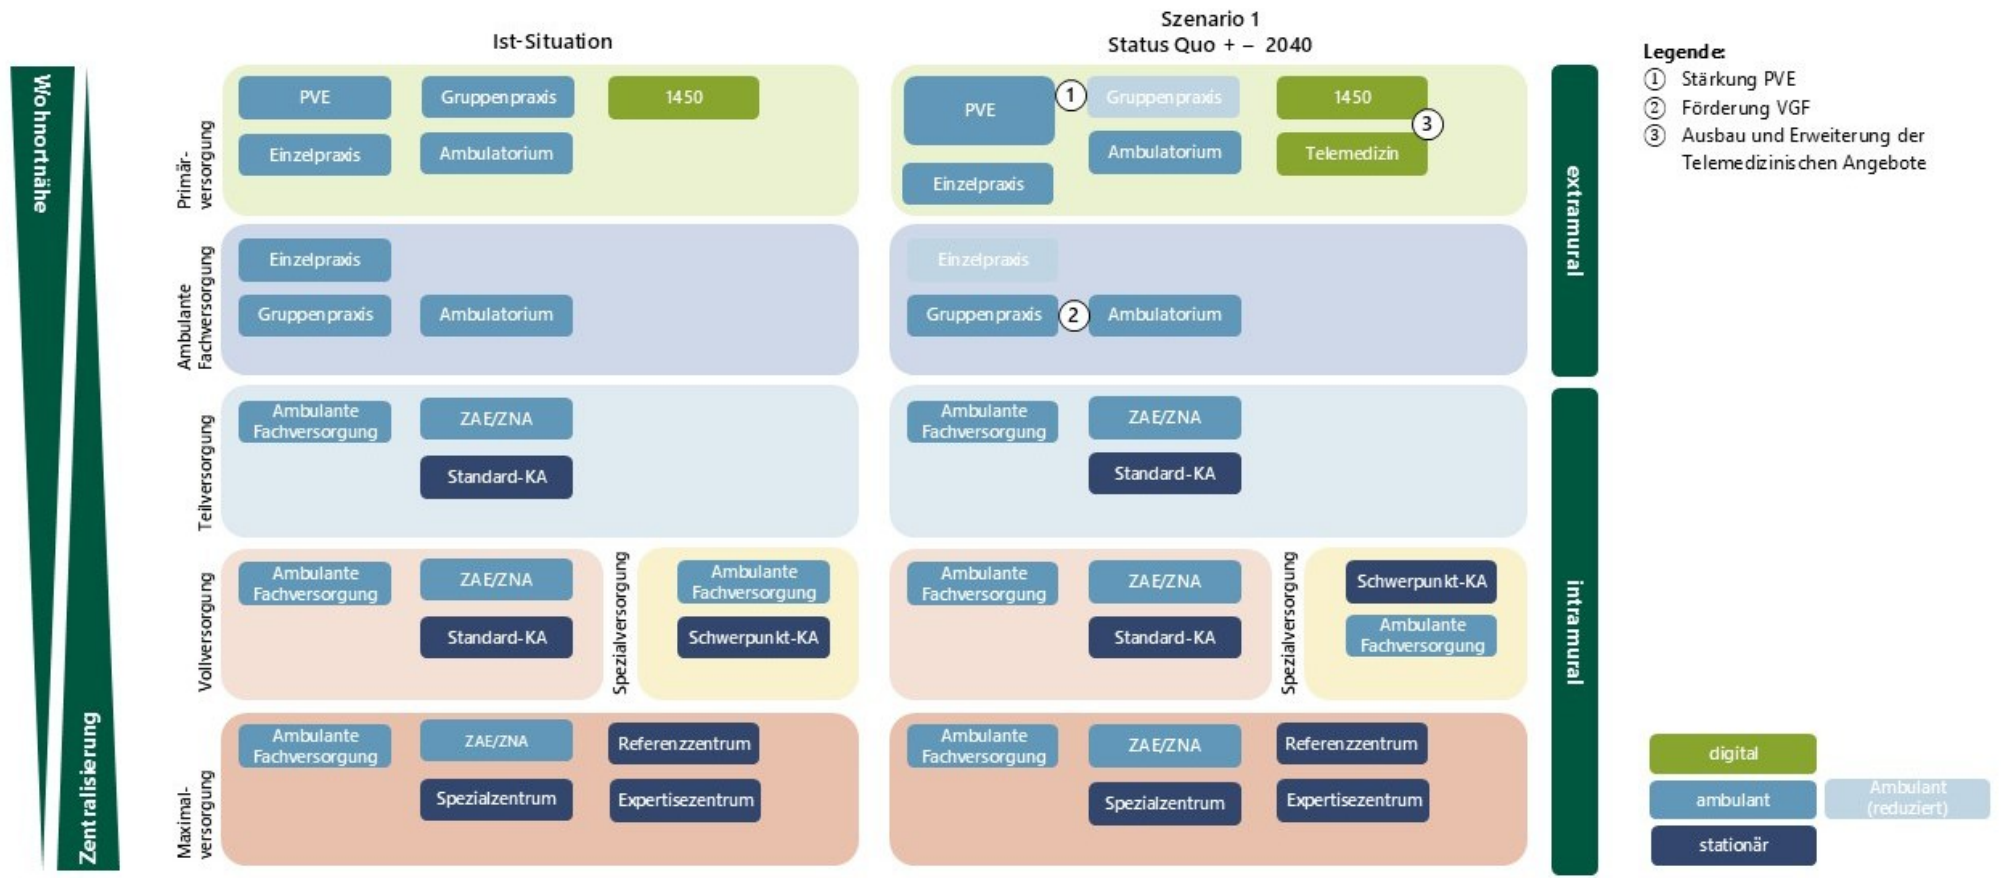 Ist-Situation
Szenario 1
Status Quo + – 2040
Wohnortnähe
Zentralisierung
Primär-
versorgung
PVE
Gruppenpraxis
1450
Einzelpraxis
Ambulatorium
PVE
1
Gruppenpraxis
1450
3
Ambulatorium
Telemedizin
Einzelpraxis
Ambulante
Fachversorgung
Einzelpraxis
Gruppenpraxis
Ambulatorium
Einzelpraxis
Gruppenpraxis
2
Ambulatorium
extramural
Teilversorgung
Ambulante
Fachversorgung
ZAE/ZNA
Standard-KA
Ambulante
Fachversorgung
ZAE/ZNA
Standard-KA
Vollversorgung
Ambulante
Fachversorgung
ZAE/ZNA
Standard-KA
Spezialversorgung
Ambulante
Fachversorgung
Schwerpunkt-KA
Ambulante
Fachversorgung
ZAE/ZNA
Standard-KA
Spezialversorgung
Schwerpunkt-KA
Ambulante
Fachversorgung
Maximal-
versorgung
Ambulante
Fachversorgung
ZAE/ZNA
Referenzzentrum
Spezialzentrum
Expertisezentrum
Ambulante
Fachversorgung
ZAE/ZNA
Referenzzentrum
Spezialzentrum
Expertisezentrum
intramural
Legende:
1 Stärkung PVE
2 Förderung VGF
3 Ausbau und Erweiterung der
Telemedizinischen Angebote
digital
ambulant
Ambulant
(reduziert)
stationär